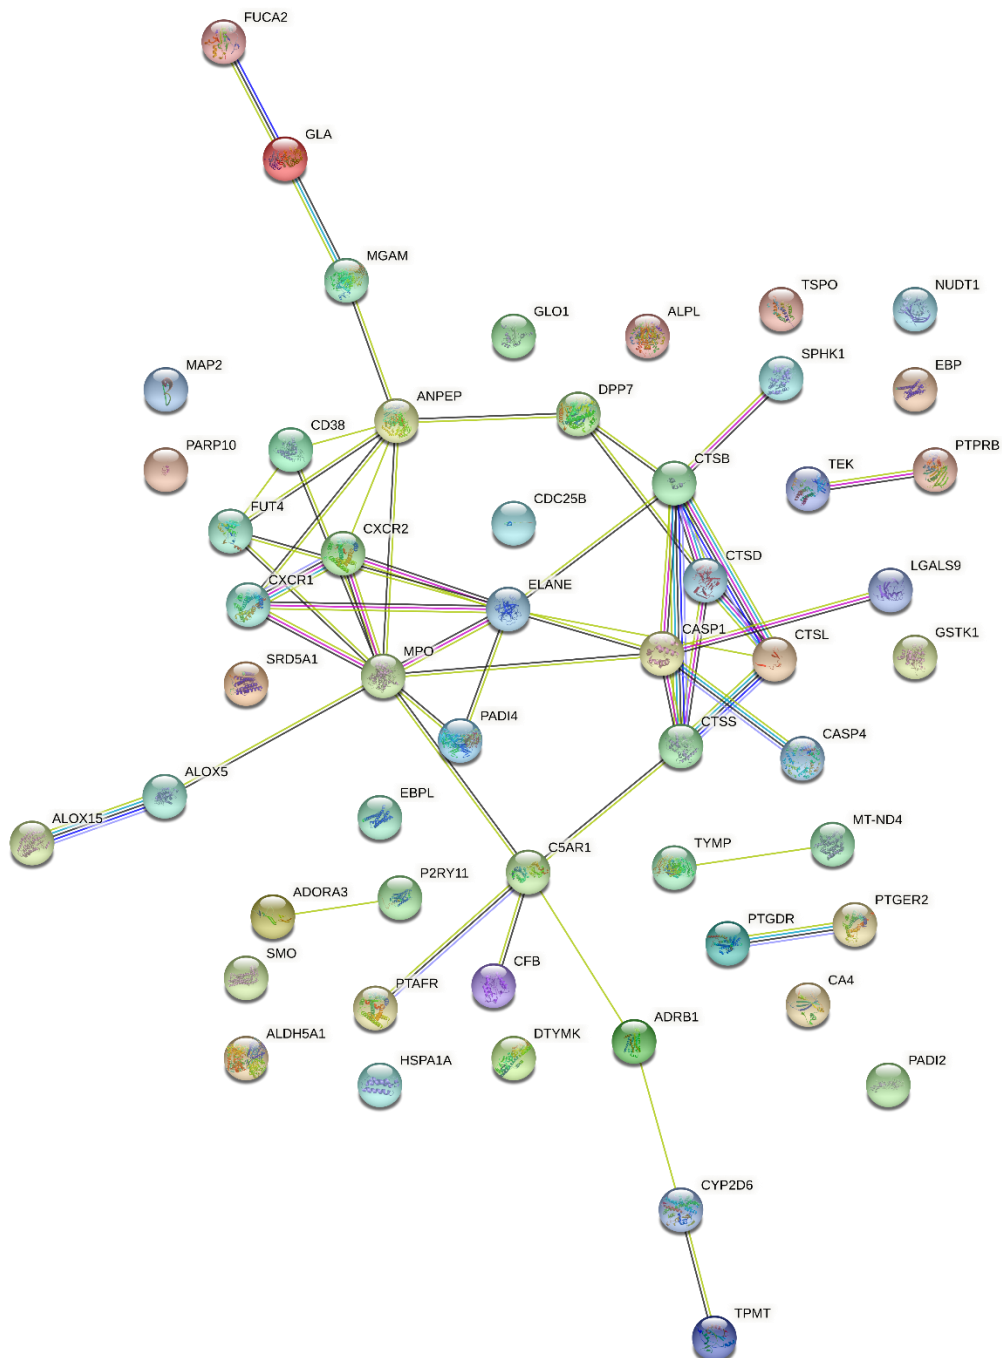 FUCA2
GLA
MGAM
TSPO
NUDT1
GLO1
ALPL
SPHK1
MAP2
EBP
ANPEP
DPP7
CD38
CTSB
PARP10
TEK
PTPRB
CDC25B
FUT4
CXCR2
CTSD
LGALS9
CXCR1
ELANE
CASP1
CTSL
GSTK1
MPO
SRD5A1
PADI4
CTSS
CASP4
ALOX5
EBPL
ALOX15
MT-ND4
C5AR1
TYMP
P2RY11
ADORA3
PTGER2
PTGDR
SMO
CFB
PTAFR
CA4
ADRB1
ALDH5A1
DTYMK
HSPA1A
PADI2
CYP2D6
TPMT